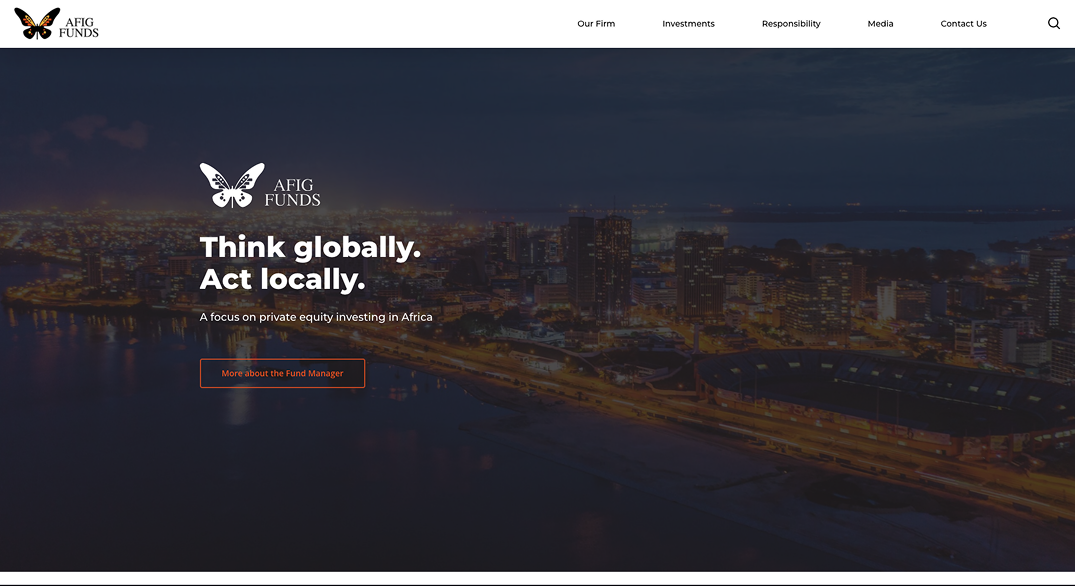 AFIG
FUNDS
Our Firm
Investments
Responsibility
Media
Contact Us
AFIG
FUNDS
Think globally.
Act locally.
A focus on private equity investing in Africa
More about the Fund Manager